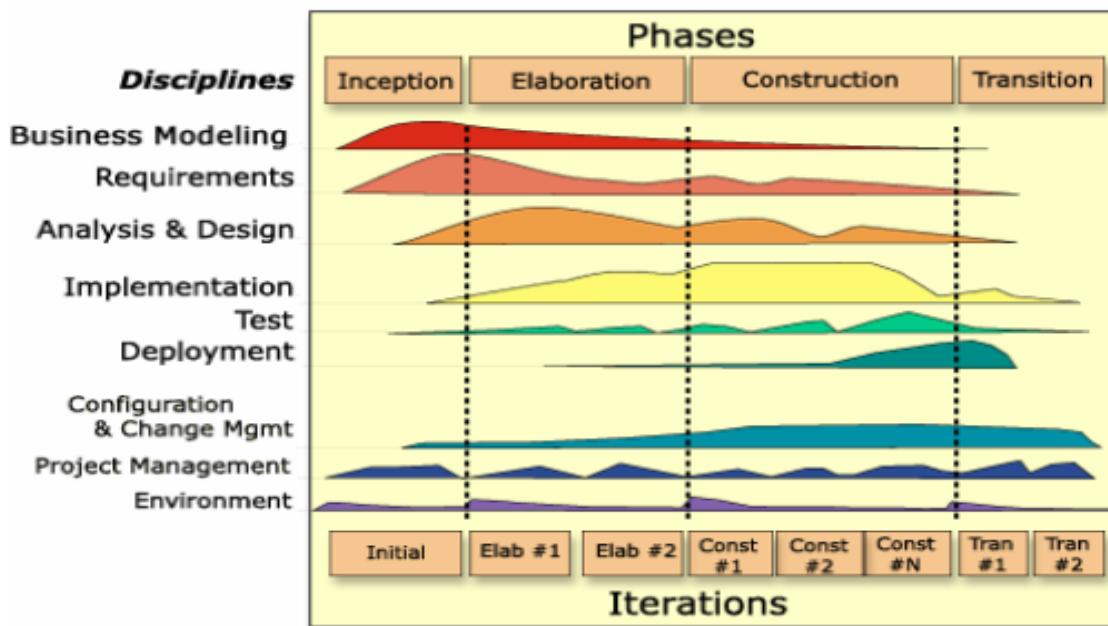 Phases
Disciplines
Inception Elaboration Construction Transition
Business Modeling
Requirements
Analysis & Design
Implementation
Test
Deployment
Configuration
& Change Mgmt
Project Management
Environment
Initial Elab #1 Elab #2 Const #1 Const #2 Const #N Tran #1 Tran #2
Iterations